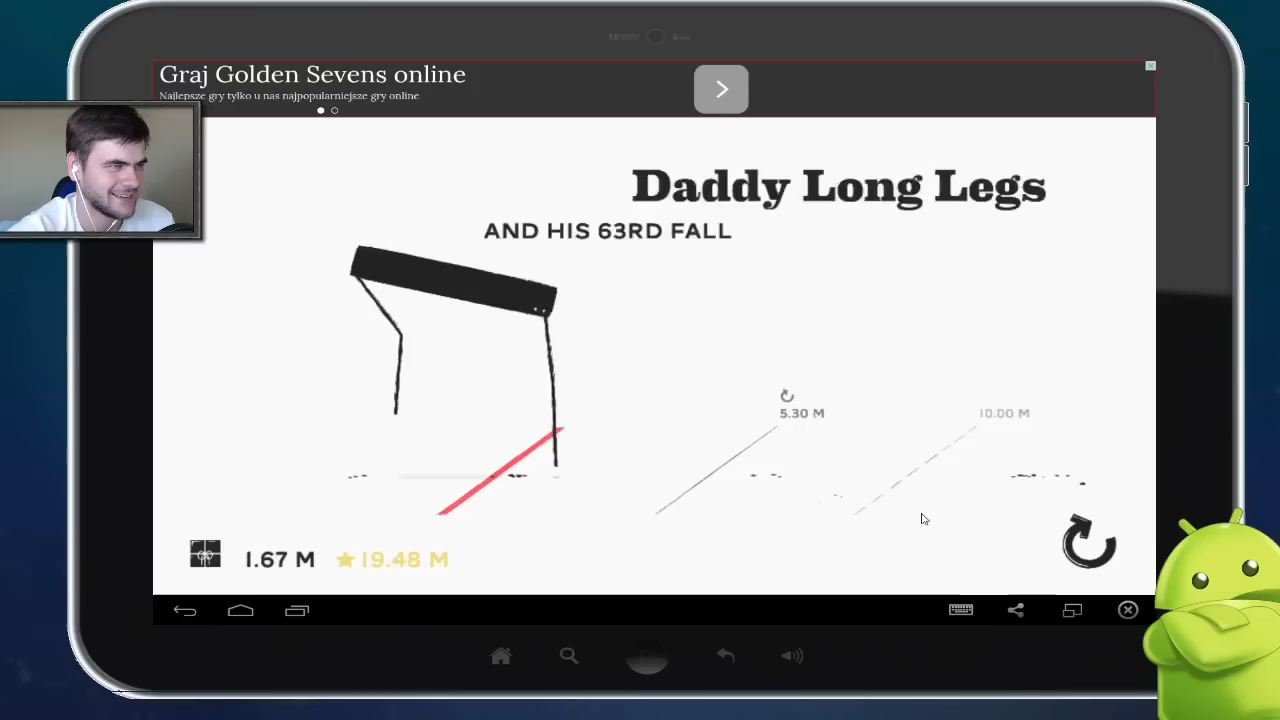 Graj Golden Sevens online
Najlepsze gry tylko u nas najpopularniejsze gry online
Daddy Long Legs
AND HIS 63RD FALL
5.30 M
10.00 M
1.67 M
19.48 M